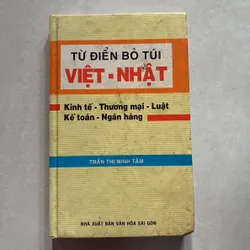 TỪ ĐIỂN BỎ TÚI
VIỆT - NHẬT
Kinh tế - Thương mại - Luật
Kế toán - Ngân hàng
TRẦN THỊ MINH TÂM
NHÀ XUẤT BẢN VĂN HÓA SÀI GÒN